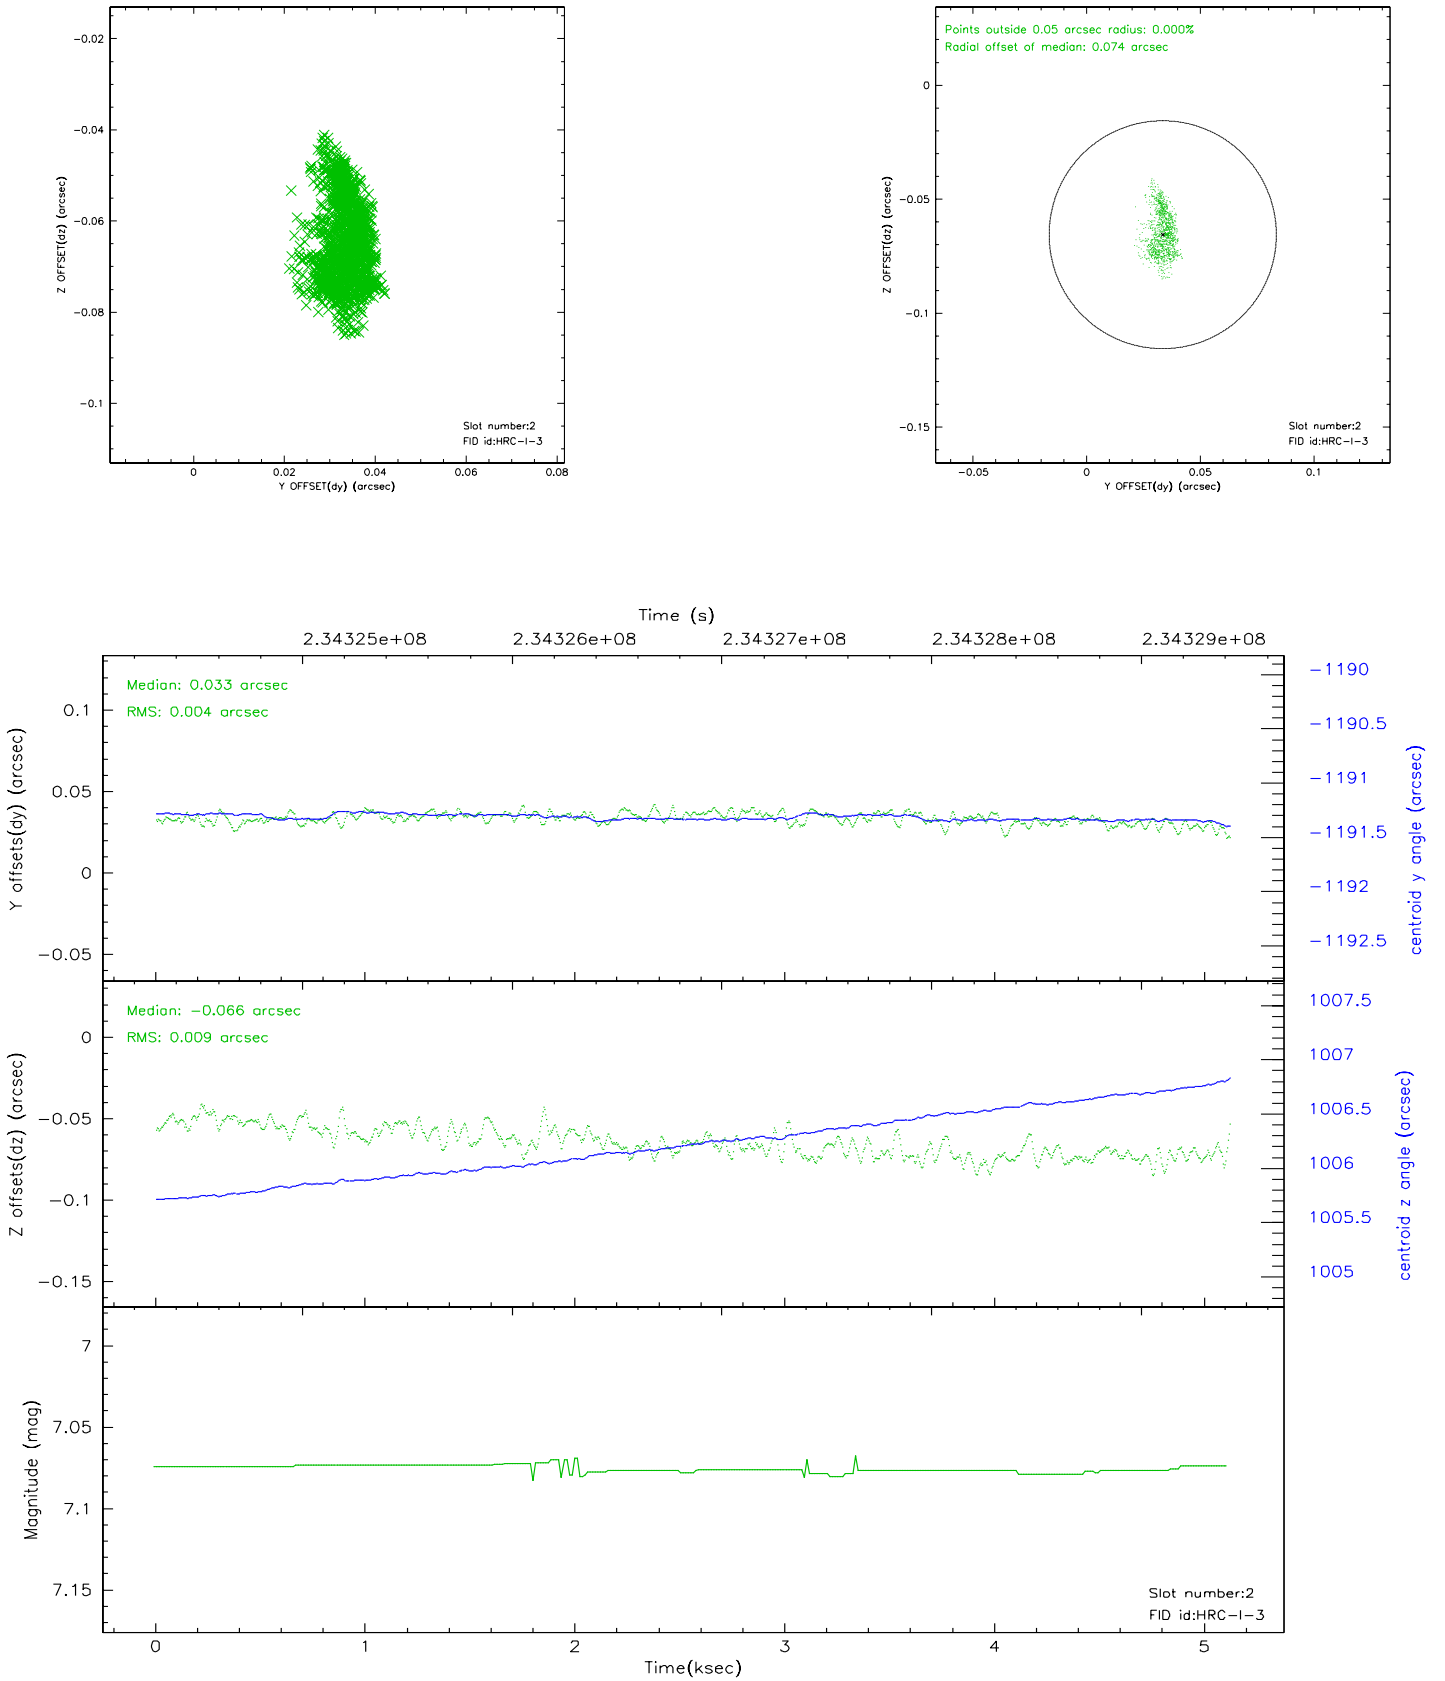 -0.02
-0.04
-0.06
-0.08
-0.1
Z OFFSET(dz) (arcsec)
Slot number:2
FID id:HRC-I-3
0 0.02 0.04 0.06 0.08
Y OFFSET(dy) (arcsec)
Points outside 0.05 arcsec radius: 0.000%
Radial offset of median: 0.074 arcsec
0
-0.05
-0.1
-0.15
Z OFFSET(dz) (arcsec)
Slot number:2
FID id:HRC-I-3
-0.05 0 0.05 0.1
Y OFFSET(dy) (arcsec)
Time (s)
2.34325e+08 2.34326e+08 2.34327e+08 2.34328e+08 2.34329e+08
Median: 0.033 arcsec
RMS: 0.004 arcsec
0.1
0.05
0
-0.05
Y offsets(dy) (arcsec)
-1190
-1190.5
-1191
-1191.5
-1192
-1192.5
centroid y angle (arcsec)
Median: -0.066 arcsec
RMS: 0.009 arcsec
0
-0.05
-0.1
-0.15
Z offsets(dz) (arcsec)
1007.5
1007
1006.5
1006
1005.5
1005
centroid z angle (arcsec)
7
7.05
7.1
7.15
Magnitude (mag)
Slot number:2
FID id:HRC-I-3
0 1 2 3 4 5
Time(ksec)